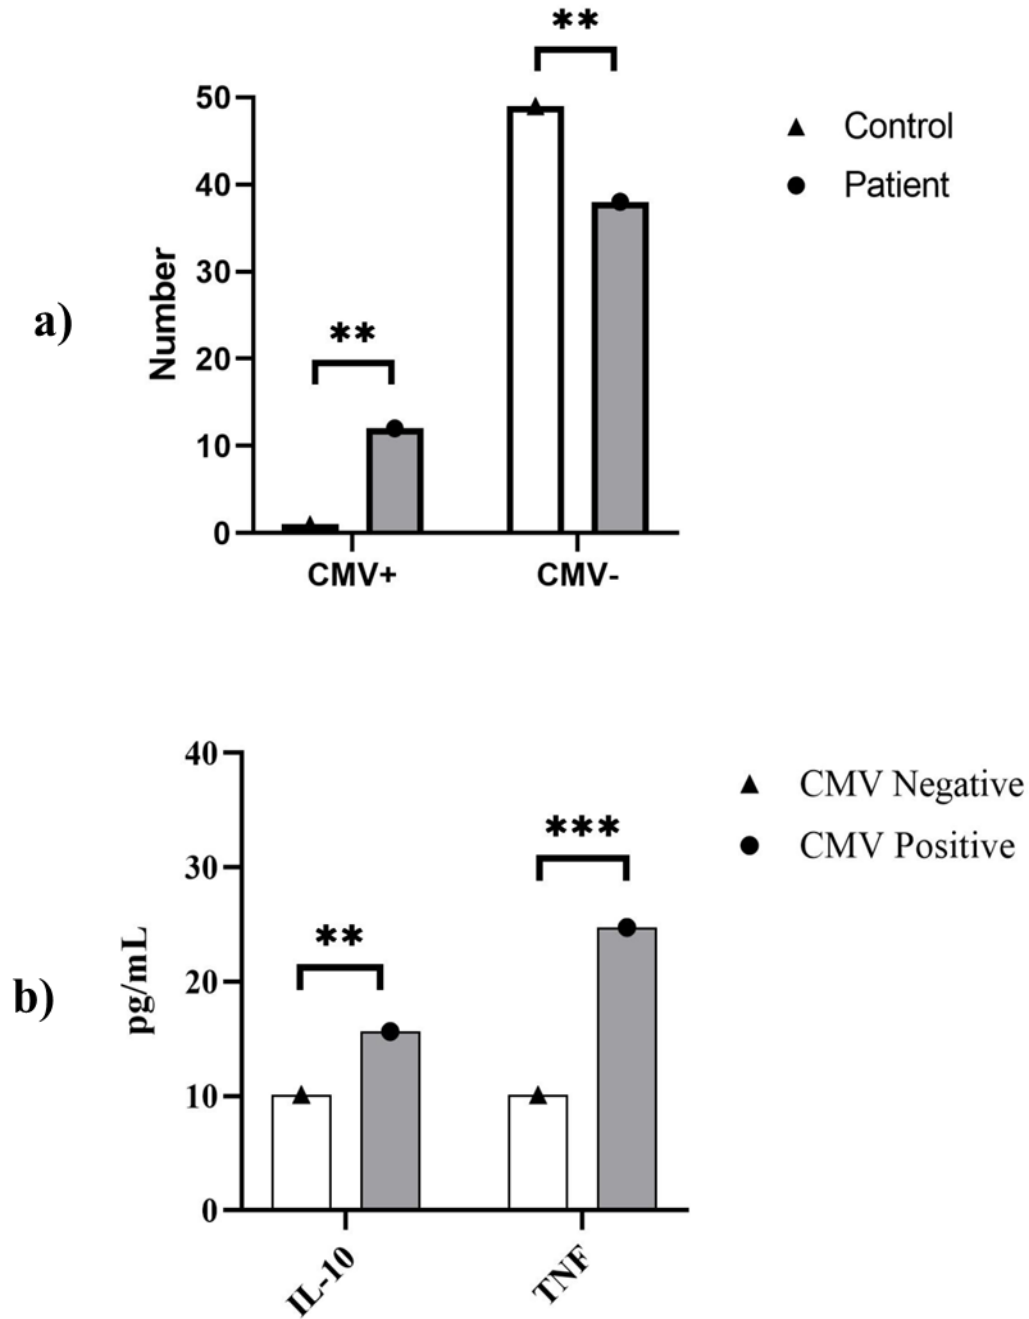 **
50
Control
40
Patient
30
Number
a)
**
20
10
0
CMV+ CMV-
40
CMV Negative
***
CMV Positive
30
**
pg/mL
b)
20
10
0
IL-10 TNF